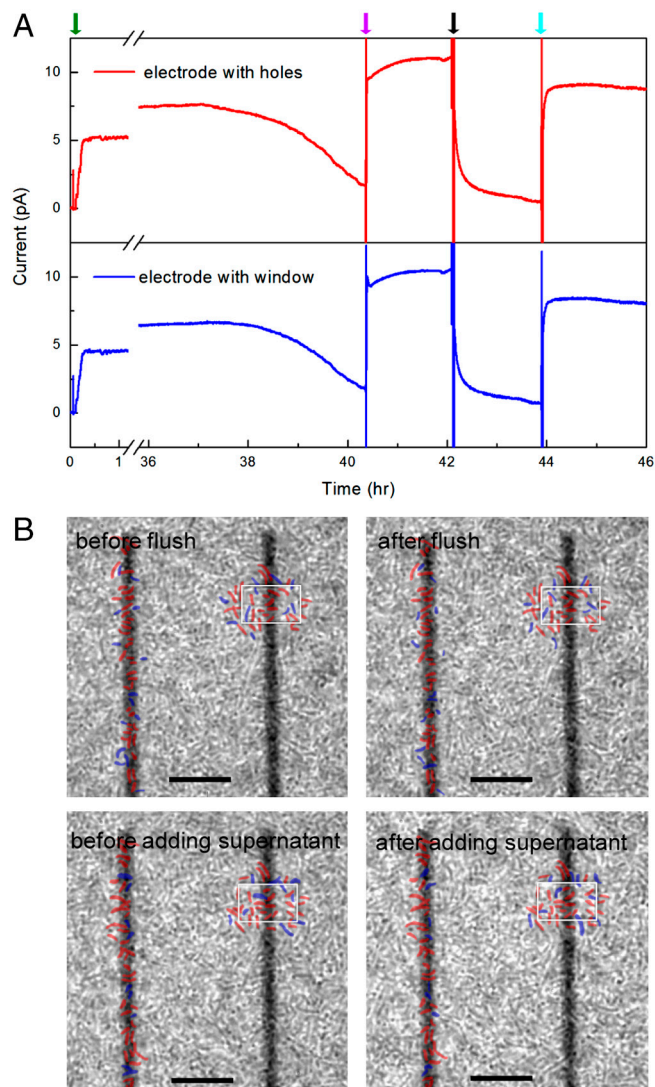 A
10
electrode with holes
5
0
Current (pA)
10
electrode with window
5
0
0
1
36
38
40
42
44
46
Time (hr)
B
before flush
after flush
before adding supernatant
after adding supernatant